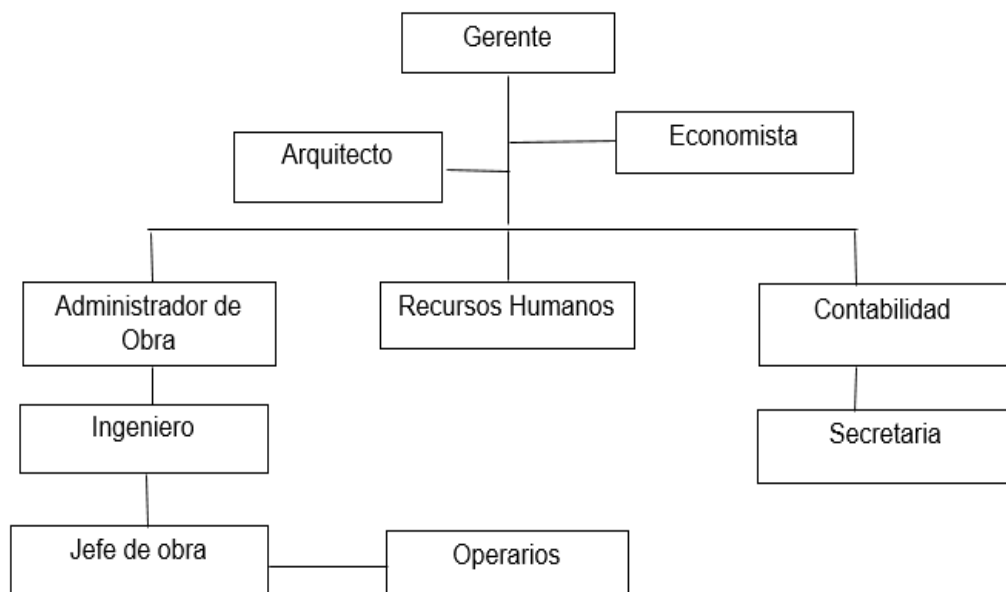 Gerente
Economista
Arquitecto
Administrador de
Obra
Recursos Humanos
Contabilidad
Ingeniero
Secretaria
Jefe de obra
Operarios